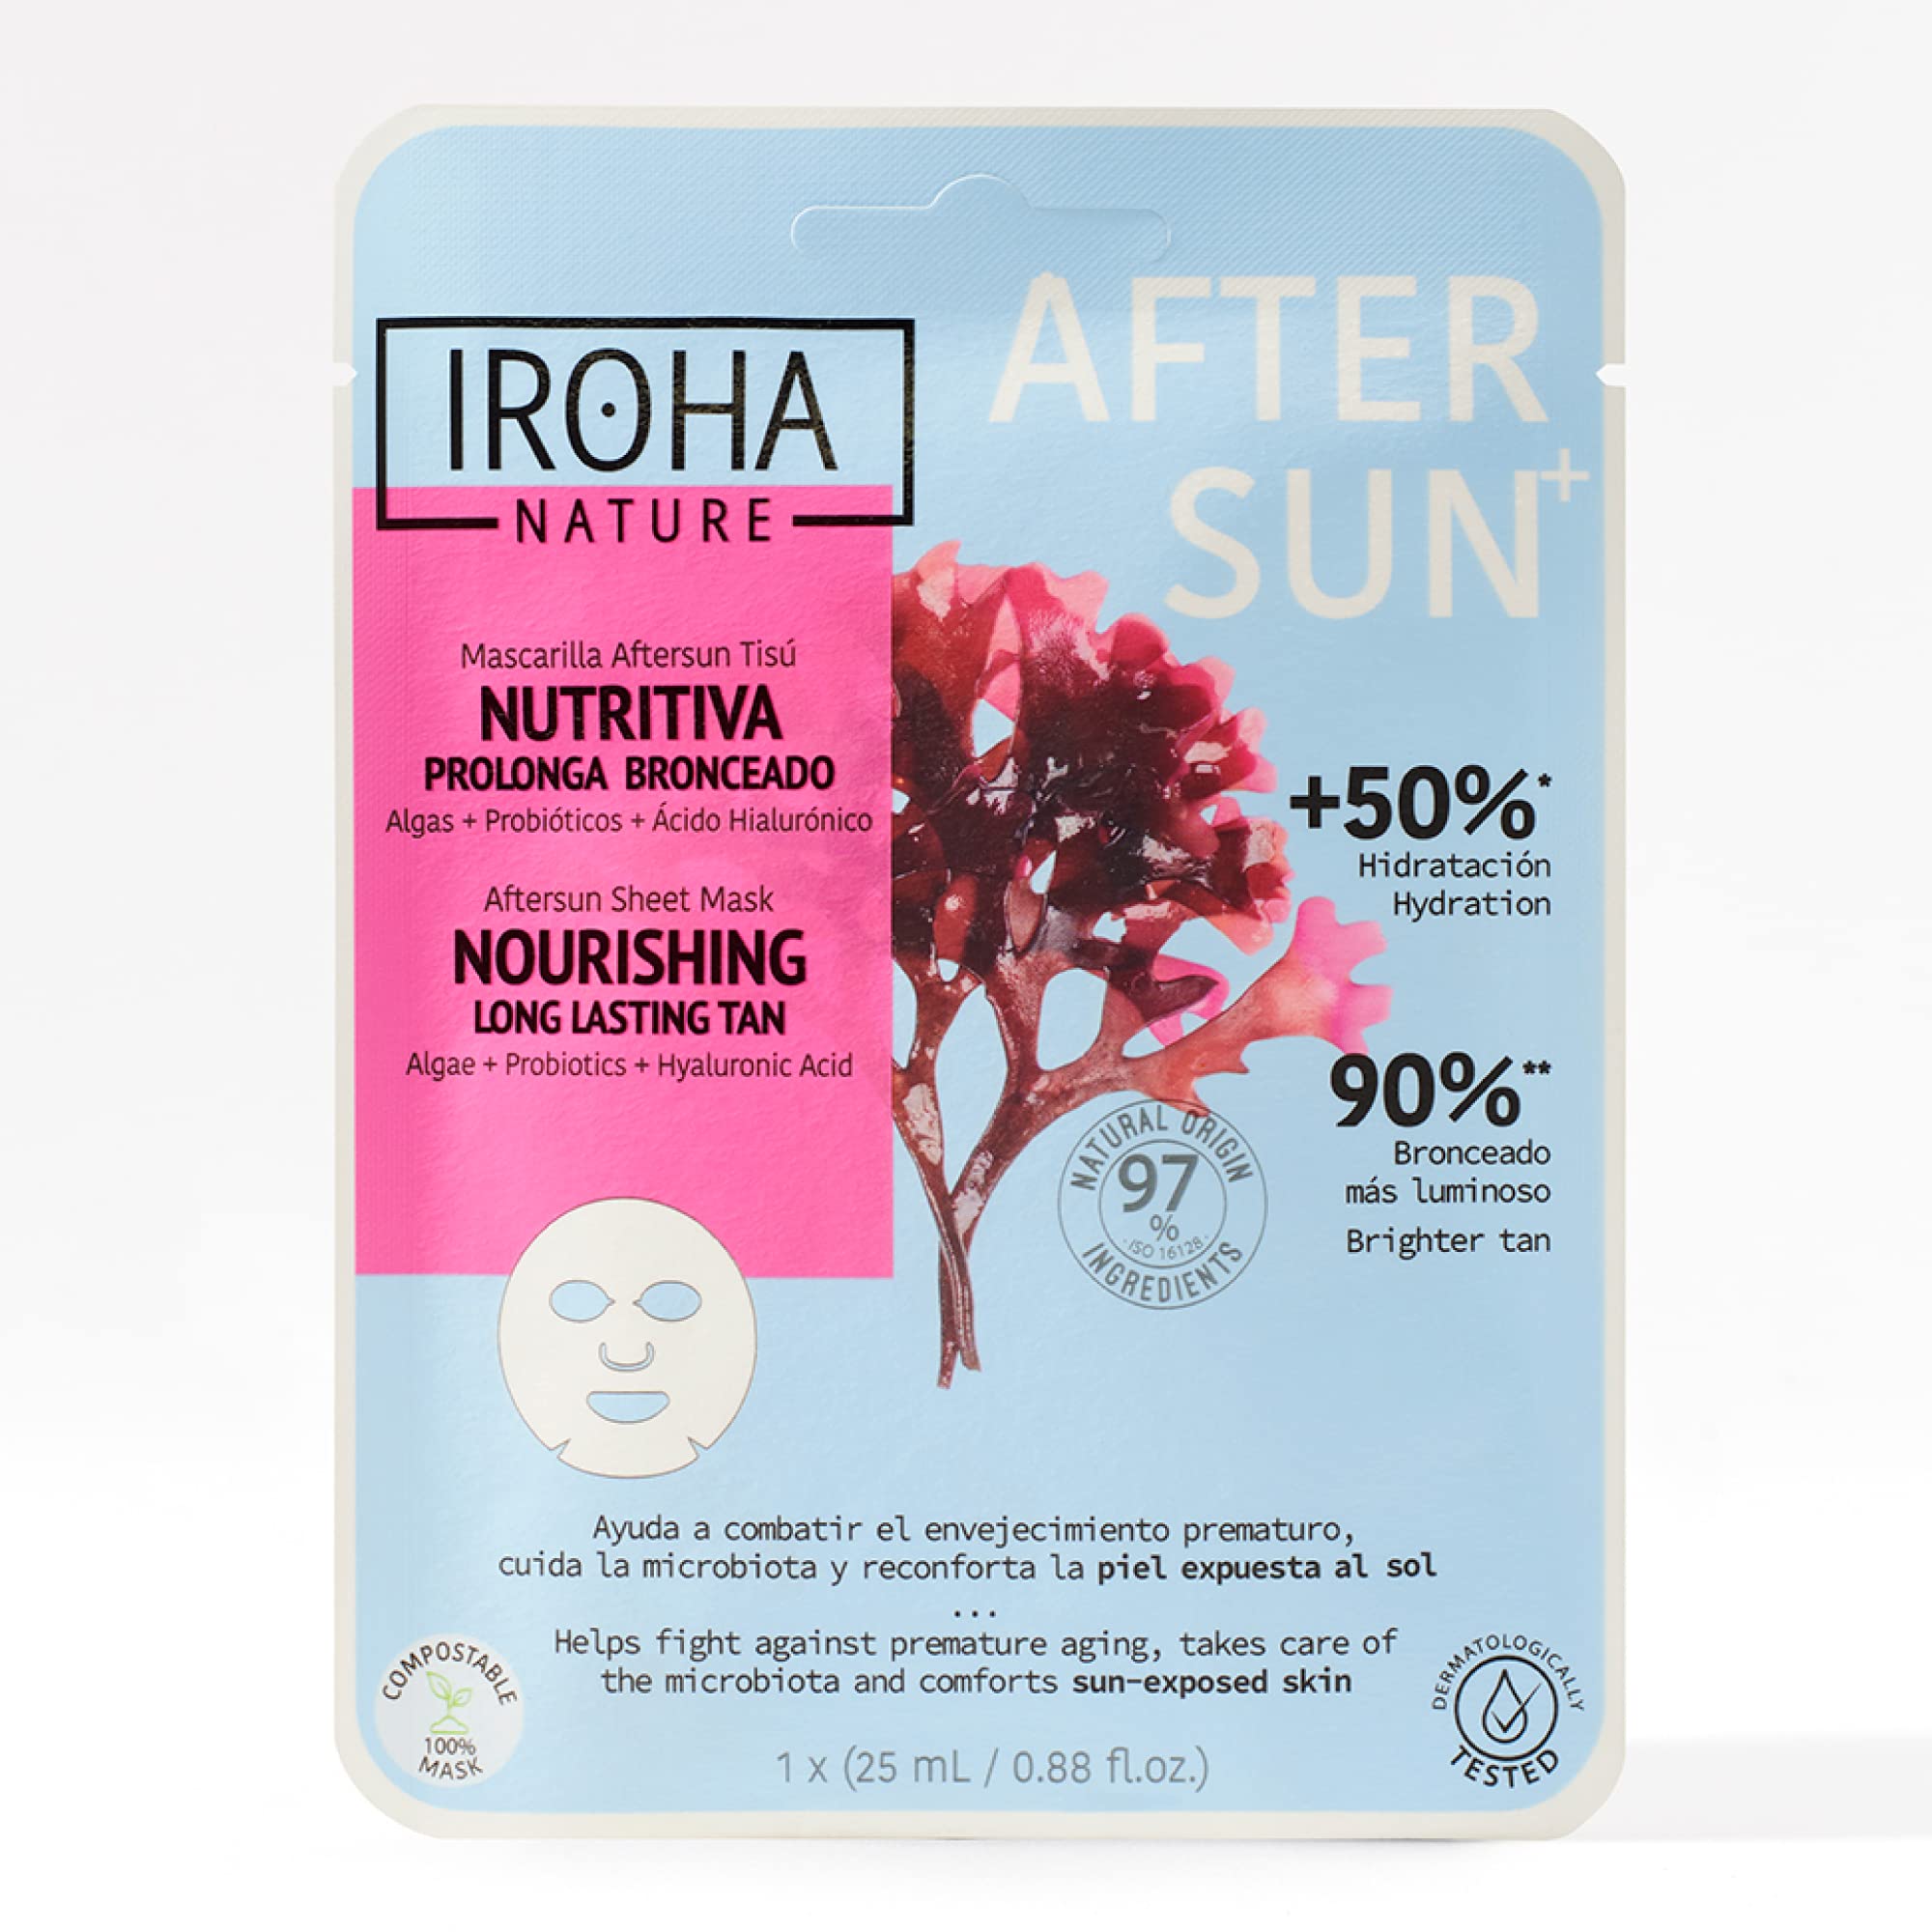 AFTER
SUN+
IROHA
NATURE
Mascarilla Aftersun Tisú
NUTRITIVA
PROLONGA BRONCEADO
Algas + Probióticos + Ácido Hialurónico
Aftersun Sheet Mask
NOURISHING
LONG LASTING TAN
Algae + Probiotics + Hyaluronic Acid
+50%*
Hidratación
Hydration
90%**
Bronceado
más luminoso
Brighter tan
NATURAL ORIGIN
97
%
·ISO 16128·
INGREDIENTS
Ayuda a combatir el envejecimiento prematuro,
cuida la microbiota y reconforta la piel expuesta al sol
...
Helps fight against premature aging, takes care of
the microbiota and comforts sun-exposed skin
COMPOSTABLE
100%
MASK
1 x (25 mL / 0.88 fl.oz.)
DERMATOLOGICALLY
TESTED